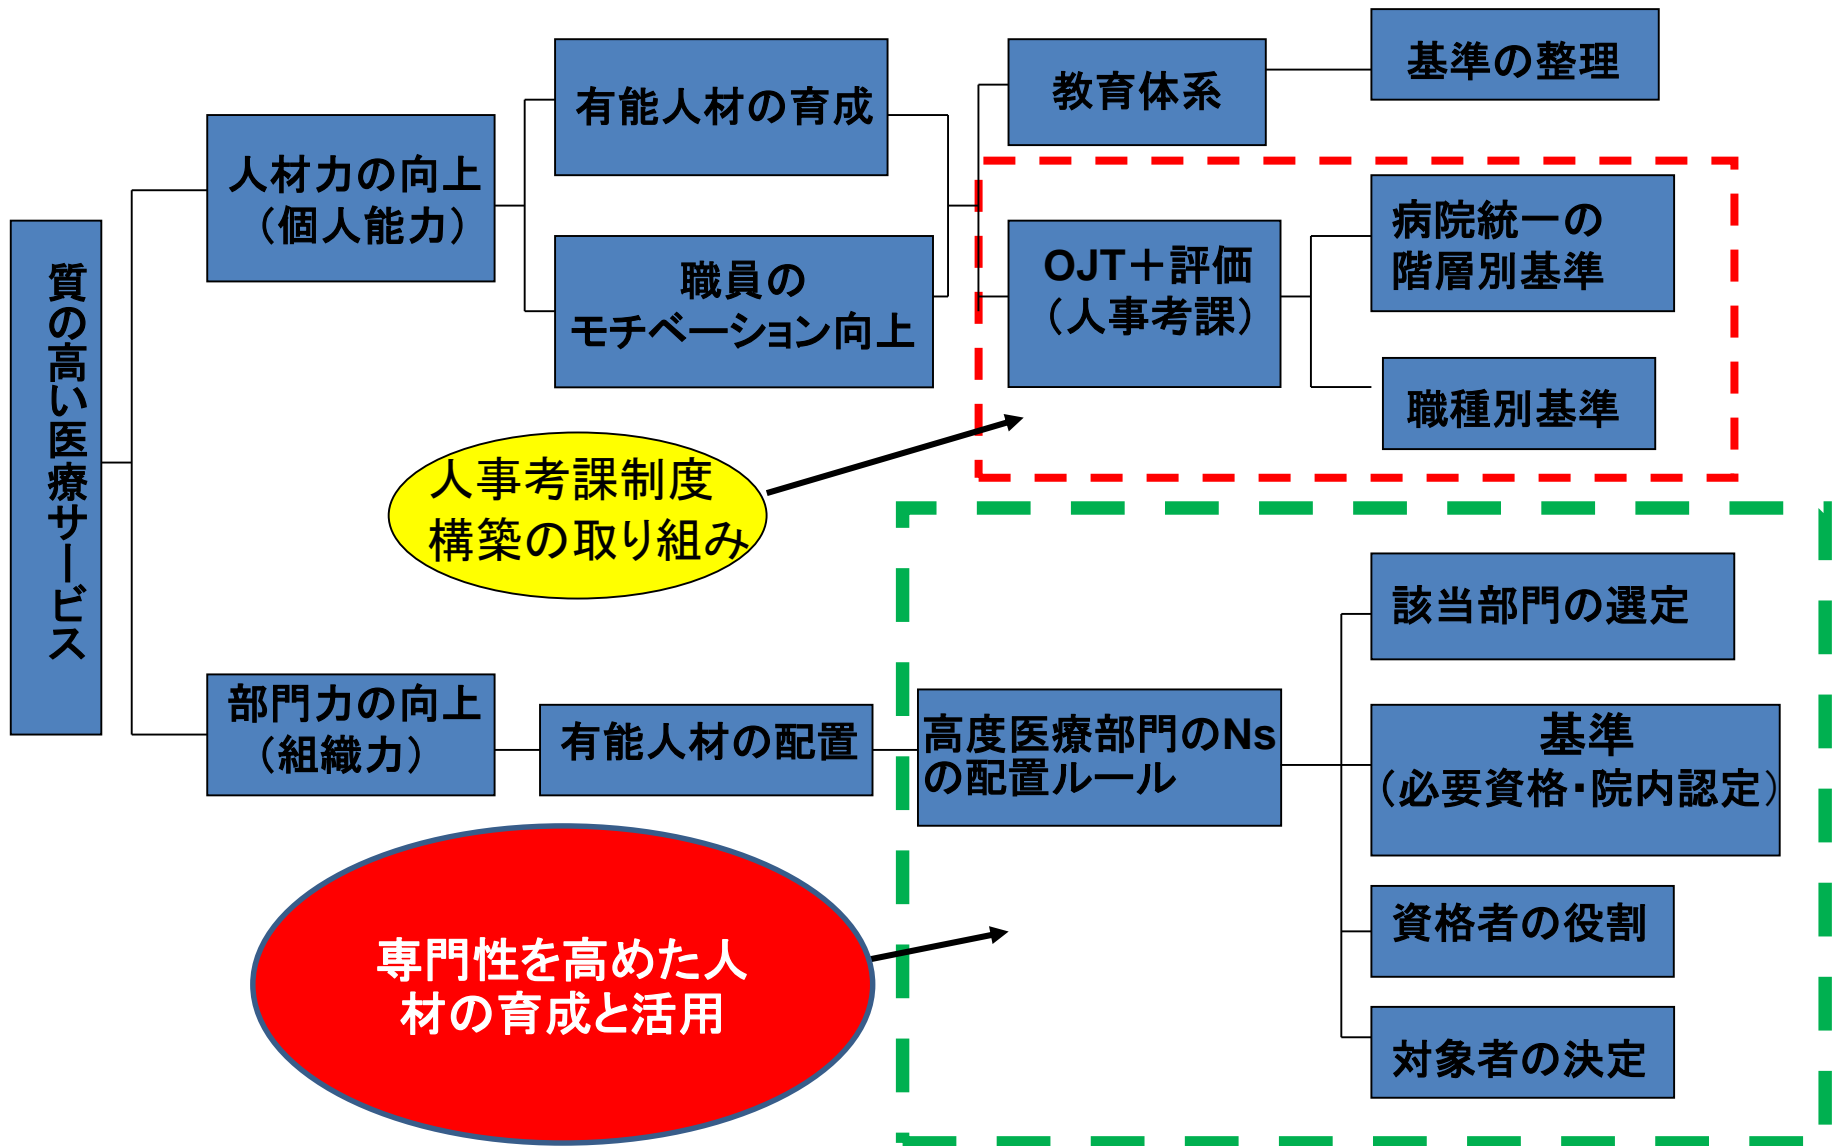 質の高い医療サービス
人材力の向上
（個人能力）
有能人材の育成
職員の
モチベーション向上
教育体系
基準の整理
OJT＋評価
（人事考課）
病院統一の
階層別基準
職種別基準
人事考課制度
構築の取り組み
部門力の向上
（組織力）
有能人材の配置
高度医療部門のNs
の配置ルール
該当部門の選定
基準
（必要資格・院内認定）
資格者の役割
対象者の決定
専門性を高めた人
材の育成と活用